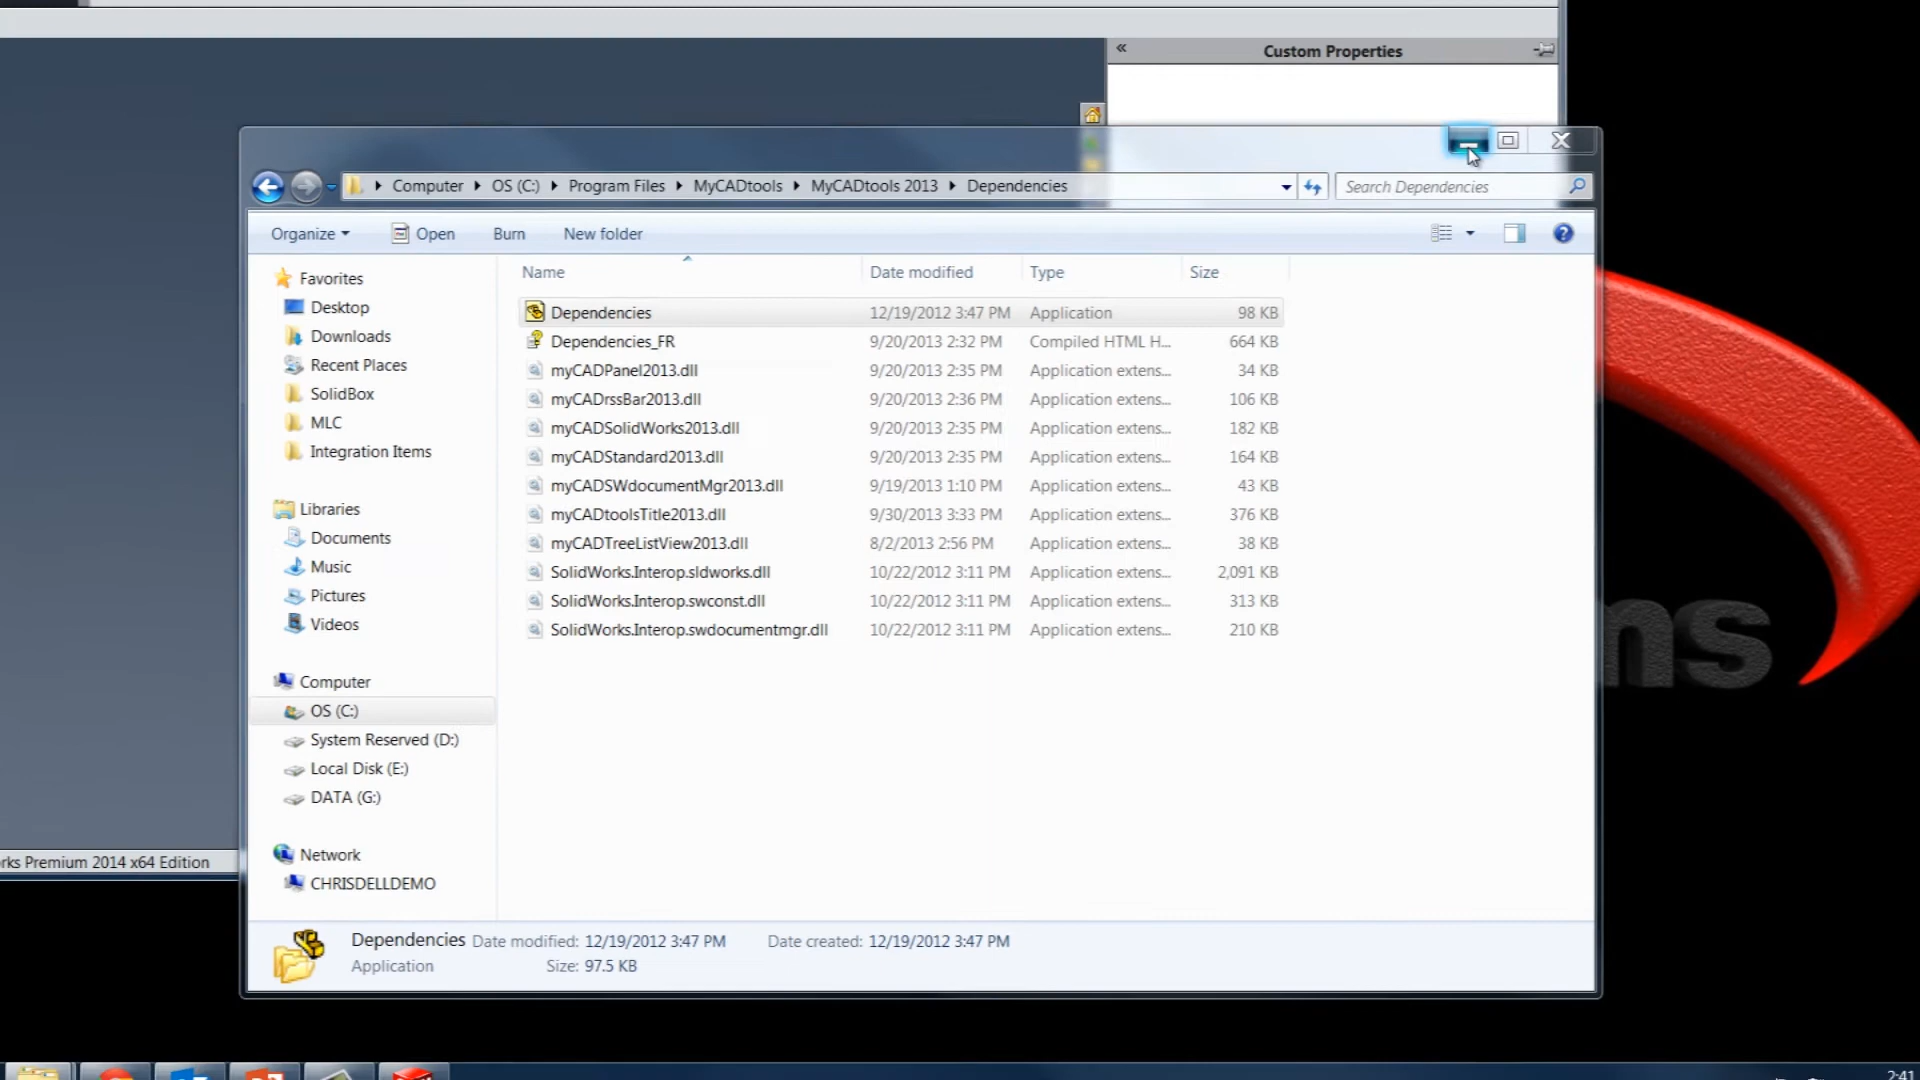 «
Custom Properties
Computer
OS (C:)
Program Files
MyCADtools
MyCADtools 2013
Dependencies
Search Dependencies
Organize
Open
Burn
New folder
Name
Date modified
Type
Size
Favorites
Desktop
Downloads
Recent Places
SolidBox
MLC
Integration Items
Libraries
Documents
Music
Pictures
Videos
Computer
OS (C:)
System Reserved (D:)
Local Disk (E:)
DATA (G:)
Network
CHRISDELLDEMO
Dependencies 12/19/2012 3:47 PM Application 98 KB
Dependencies_FR 9/20/2013 2:32 PM Compiled HTML H... 664 KB
myCADPanel2013.dll 9/20/2013 2:35 PM Application extens... 34 KB
myCADrssBar2013.dll 9/20/2013 2:36 PM Application extens... 106 KB
myCADSolidWorks2013.dll 9/20/2013 2:35 PM Application extens... 182 KB
myCADStandard2013.dll 9/20/2013 2:35 PM Application extens... 164 KB
myCADSWdocumentMgr2013.dll 9/19/2013 1:10 PM Application extens... 43 KB
myCADtoolsTitle2013.dll 9/30/2013 3:33 PM Application extens... 376 KB
myCADTreeListView2013.dll 8/2/2013 2:56 PM Application extens... 38 KB
SolidWorks.Interop.sldworks.dll 10/22/2012 3:11 PM Application extens... 2,091 KB
SolidWorks.Interop.swconst.dll 10/22/2012 3:11 PM Application extens... 313 KB
SolidWorks.Interop.swdocumentmgr.dll 10/22/2012 3:11 PM Application extens... 210 KB
ms
rks Premium 2014 x64 Edition
Dependencies Date modified: 12/19/2012 3:47 PM Date created: 12/19/2012 3:47 PM
Application Size: 97.5 KB
2:41